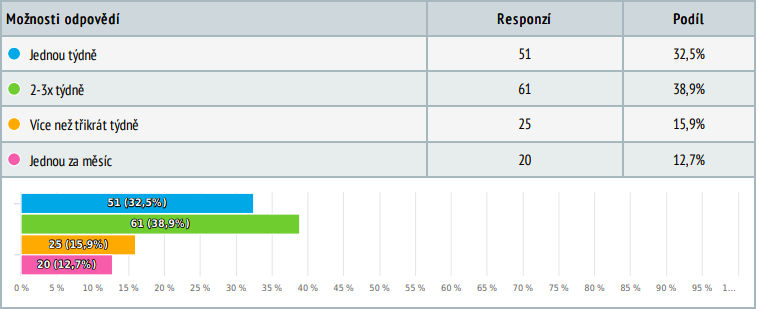 Možnosti odpovědí Responzí Podíl
Jednou týdně 51 32,5%
2-3x týdně 61 38,9%
Více než třikrát týdně 25 15,9%
Jednou za měsíc 20 12,7%
51 (32,5%)
61 (38,9%)
25 (15,9%)
20 (12,7%)
0 % 5 % 10 % 15 % 20 % 25 % 30 % 35 % 40 % 45 % 50 % 55 % 60 % 65 % 70 % 75 % 80 % 85 % 90 % 95 % 1...